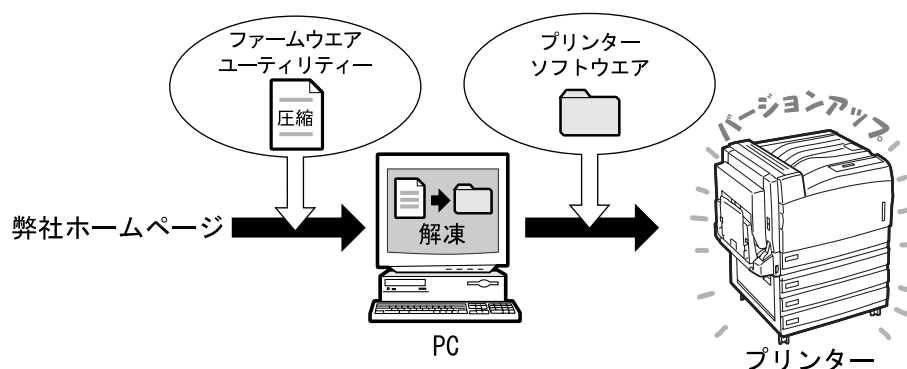 ファームウエア
ユーティリティー
圧縮
プリンター
ソフトウエア
バージョンアップ
弊社ホームページ
解凍
PC
プリンター